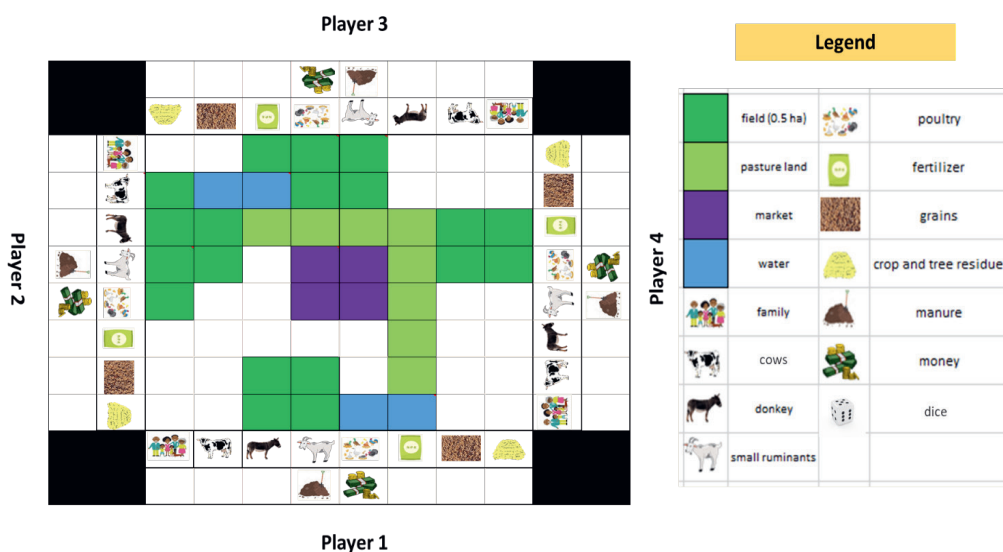 Player 3
Legend
Player 2
Player 4
field (0.5 ha)
poultry
pasture land
fertilizer
market
grains
water
crop and tree residue
family
manure
cows
money
donkey
dice
small ruminants
Player 1